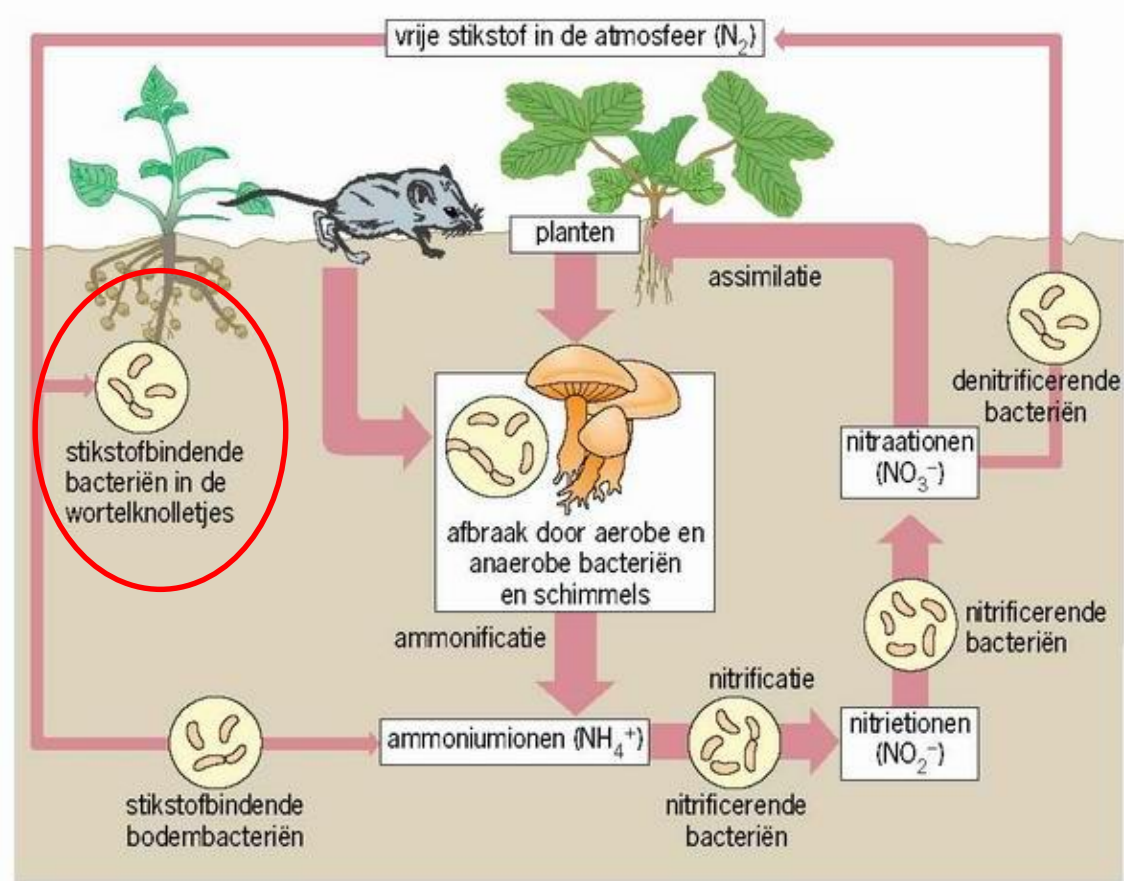 vrije stikstof in de atmosfeer (N₂)
planten
assimilatie
denitrificerende
bacteriën
stikstofbindende
bacteriën in de
wortelknolletjes
nitraationen
(NO₃⁻)
afbraak door aerobe en
anaerobe bacteriën
en schimmels
nitrificerende
bacteriën
ammonificatie
nitrificatie
ammoniumionen (NH₄⁺)
nitrietionen
(NO₂⁻)
stikstofbindende
bodembacteriën
nitrificerende
bacteriën